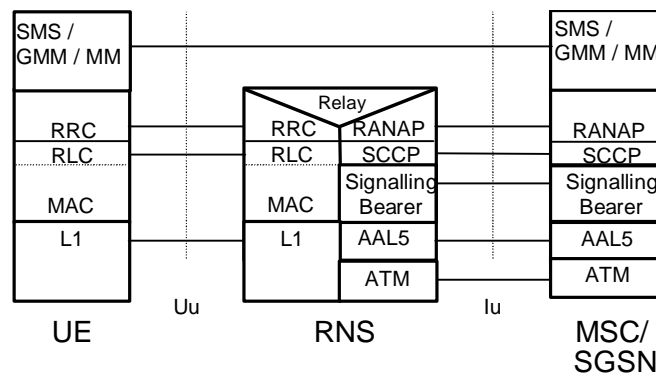 SMS /
GMM / MM
SMS /
GMM / MM
Relay
RRC
RRC
RANAP
RANAP
RLC
RLC
SCCP
SCCP
Signalling
Bearer
Signalling
Bearer
MAC
MAC
L1
L1
AAL5
AAL5
ATM
ATM
Uu
Iu
UE
RNS
MSC/
SGSN